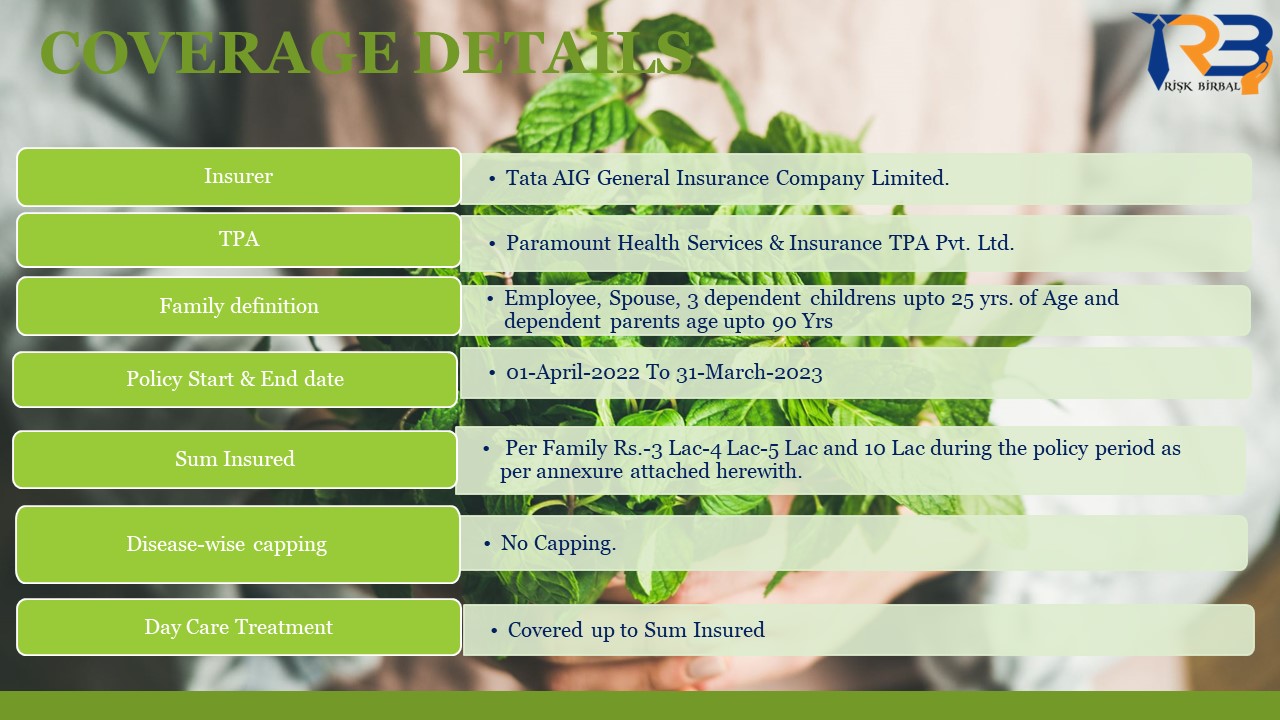 COVERAGE DETAILS
RB
RISK BIRBAL
Insurer
• Tata AIG General Insurance Company Limited.
TPA
• Paramount Health Services & Insurance TPA Pvt. Ltd.
Family definition
• Employee, Spouse, 3 dependent childrens upto 25 yrs. of Age and
dependent parents age upto 90 Yrs
Policy Start & End date
• 01-April-2022 To 31-March-2023
Sum Insured
• Per Family Rs.-3 Lac-4 Lac-5 Lac and 10 Lac during the policy period as
per annexure attached herewith.
Disease-wise capping
• No Capping.
Day Care Treatment
• Covered up to Sum Insured